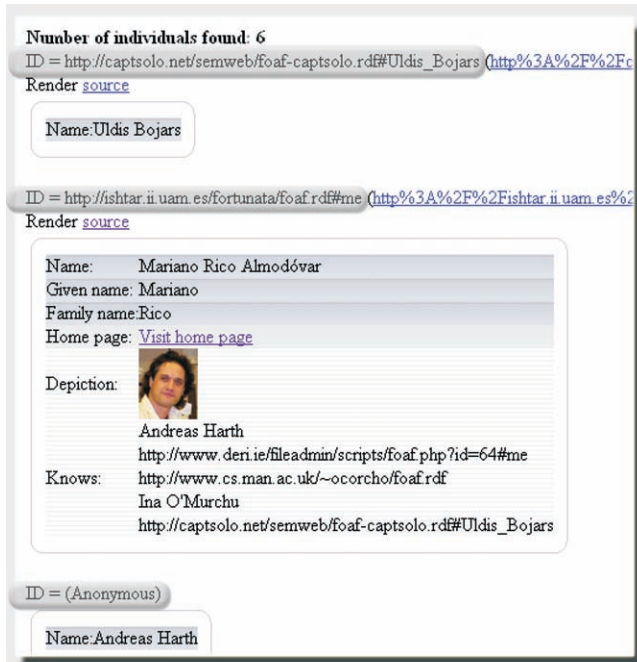 Number of individuals found: 6
ID = http://captsolo.net/semweb/foaf-captsolo.rdf#Uldis_Bojars (http%3A%2F%2Fc
Render source
Name:Uldis Bojars
ID = http://ishtar.ii.uam.es/fortunata/foaf.rdf#me (http%3A%2F%2Fishtar.ii.uam.es%2
Render source
Name: Mariano Rico Almodóvar
Given name: Mariano
Family name:Rico
Home page: Visit home page
Depiction:
Andreas Harth
http://www.deri.ie/fileadmin/scripts/foaf.php?id=64#me
Knows: http://www.cs.man.ac.uk/~ocorcho/foaf.rdf
Ina O'Murchu
http://captsolo.net/semweb/foaf-captsolo.rdf#Uldis_Bojars
ID = (Anonymous)
Name:Andreas Harth